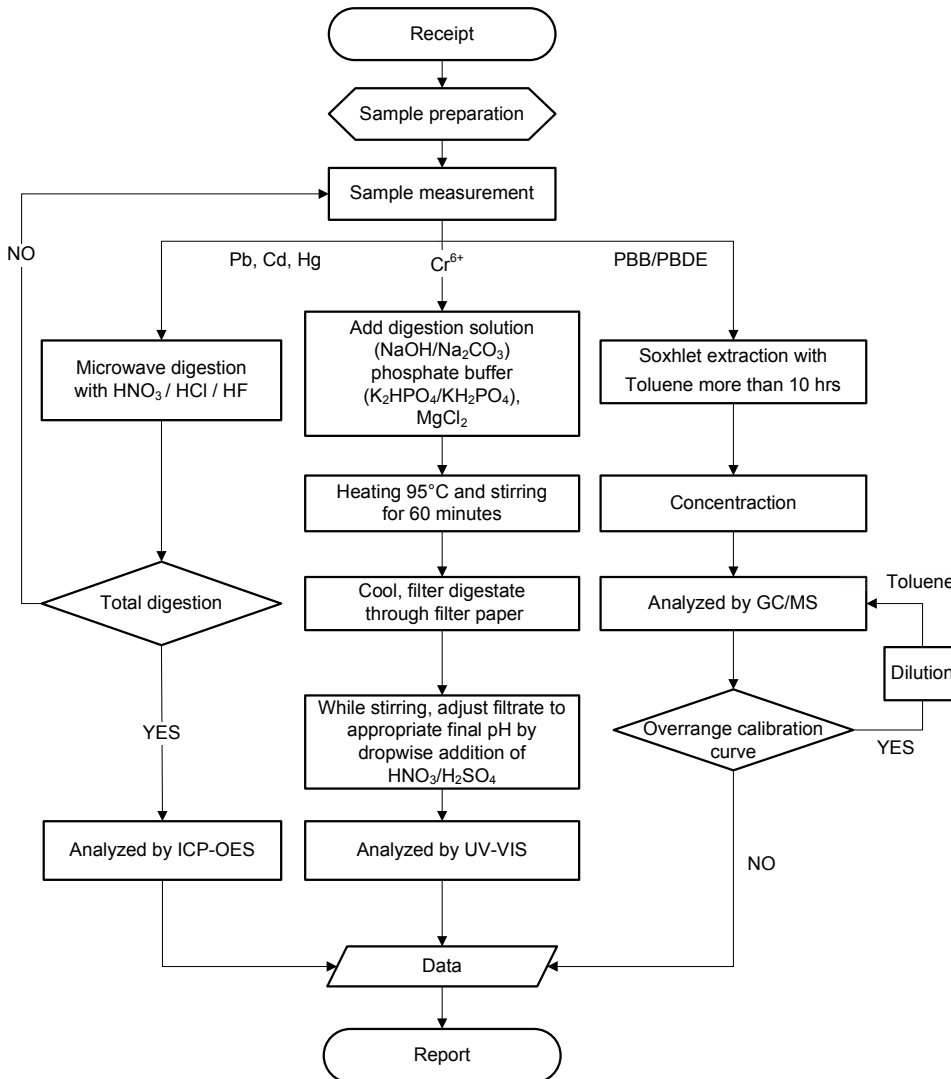 Receipt
Sample preparation
Sample measurement
NO
Pb, Cd, Hg
Cr⁶⁺
PBB/PBDE
Microwave digestion
with HNO₃ / HCl / HF
Add digestion solution
(NaOH/Na₂CO₃)
phosphate buffer
(K₂HPO₄/KH₂PO₄),
MgCl₂
Soxhlet extraction with
Toluene more than 10 hrs
Heating 95°C and stirring
for 60 minutes
Concentraction
Total digestion
Cool, filter digestate
through filter paper
Analyzed by GC/MS
Toluene
Dilution
YES
While stirring, adjust filtrate to
appropriate final pH by
dropwise addition of
HNO₃/H₂SO₄
Overrange calibration
curve
YES
Analyzed by ICP-OES
Analyzed by UV-VIS
NO
Data
Report